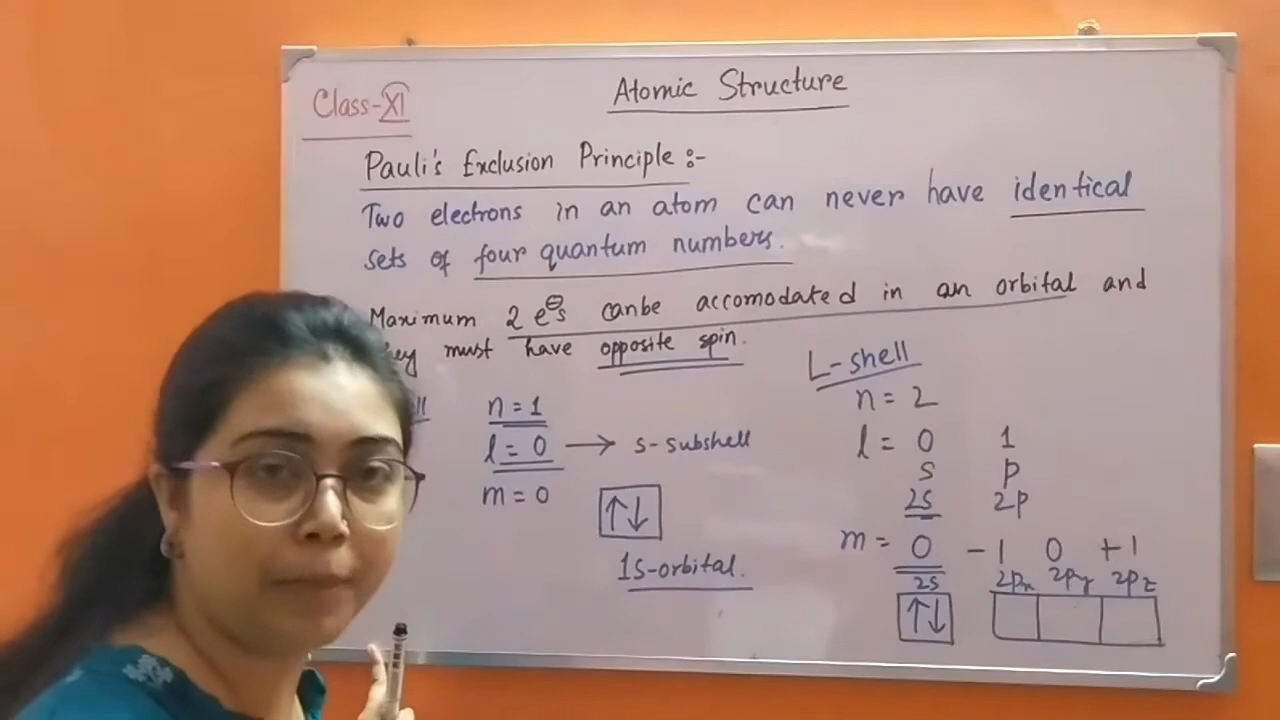 Class-XI
Atomic Structure
Pauli's Exclusion Principle :-
Two electrons in an atom can never have identical
sets of four quantum numbers.
Maximum 2 e⊖s canbe accomodated in an orbital and
must have opposite spin.
n = 1
l = 0 → s-subshell
m = 0
↑↓
1s-orbital.
L-shell
n = 2
l = 0 1
s p
2s 2p
m = 0 -1 0 +1
2s 2px 2py 2pz
↑↓